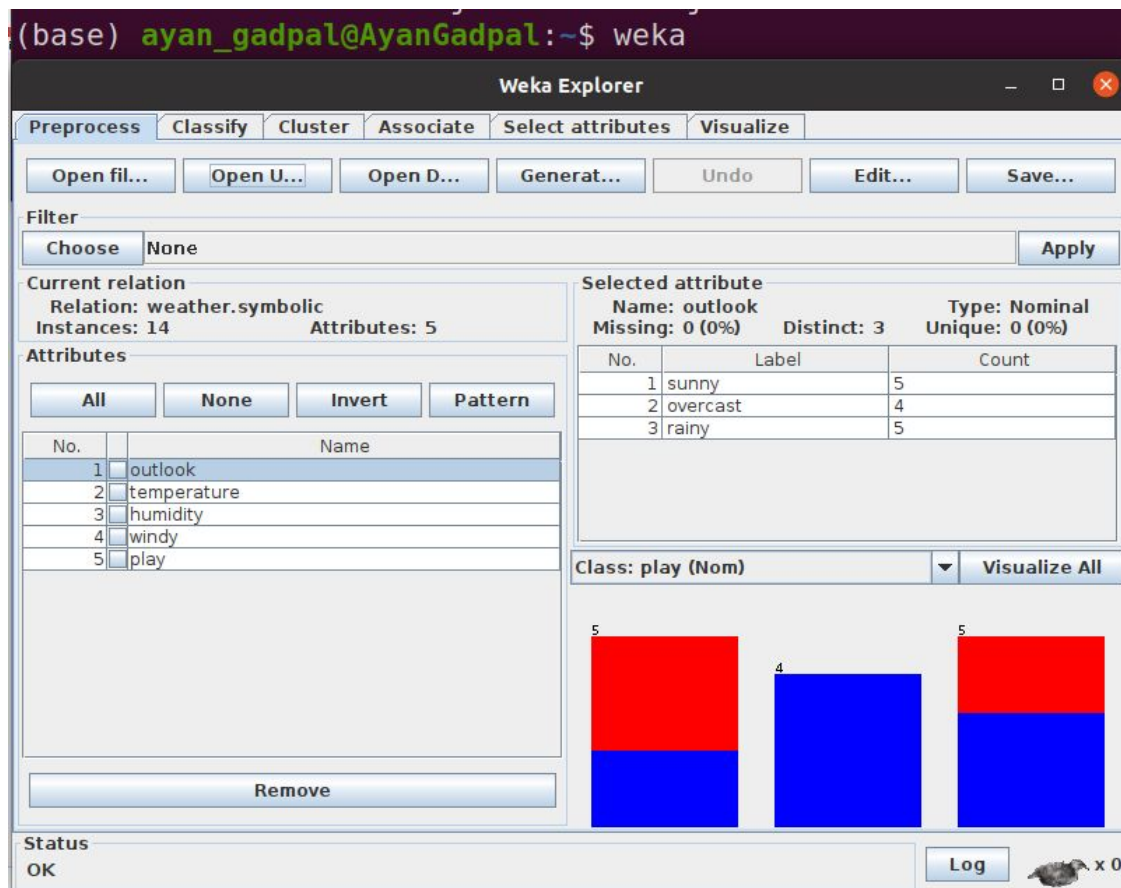 (base) ayan_gadpal@AyanGadpal:~$ weka
Weka Explorer
Preprocess Classify Cluster Associate Select attributes Visualize
Open fil... Open U... Open D... Generat... Undo Edit... Save...
Filter
Choose None Apply
Current relation
Relation: weather.symbolic
Instances: 14 Attributes: 5
Selected attribute
Name: outlook Type: Nominal
Missing: 0 (0%) Distinct: 3 Unique: 0 (0%)
Attributes
All None Invert Pattern
No. Name
1 outlook
2 temperature
3 humidity
4 windy
5 play
Remove
No. Label Count
1 sunny 5
2 overcast 4
3 rainy 5
Class: play (Nom) Visualize All
5 4 5
Status
OK
Log x 0